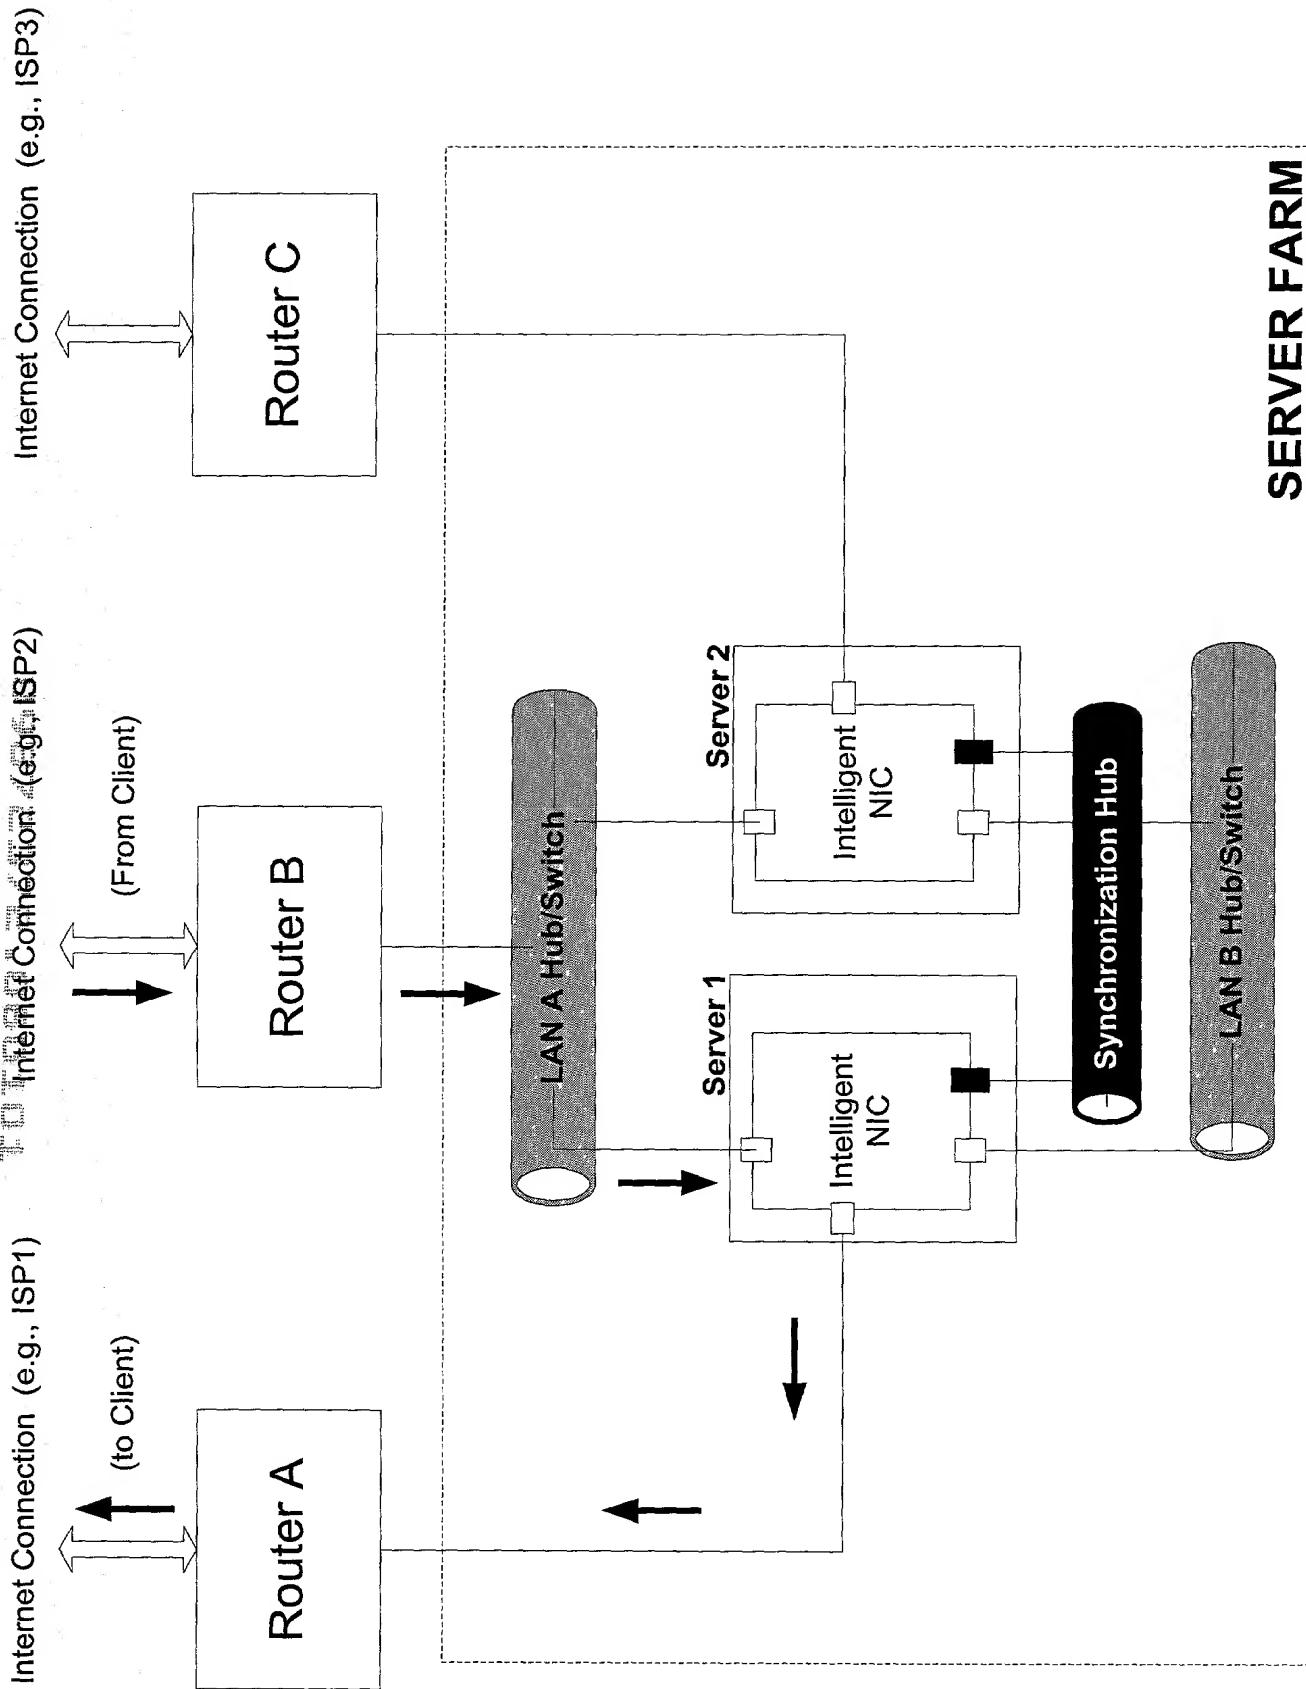 Internet Connection (e.g., ISP1)
Internet Connection (e.g., ISP2)
Internet Connection (e.g., ISP3)
(to Client)
(From Client)
Router A
Router B
Router C
LAN A Hub/Switch
Server 1
Server 2
Intelligent
NIC
Intelligent
NIC
Synchronization Hub
LAN B Hub/Switch
SERVER FARM